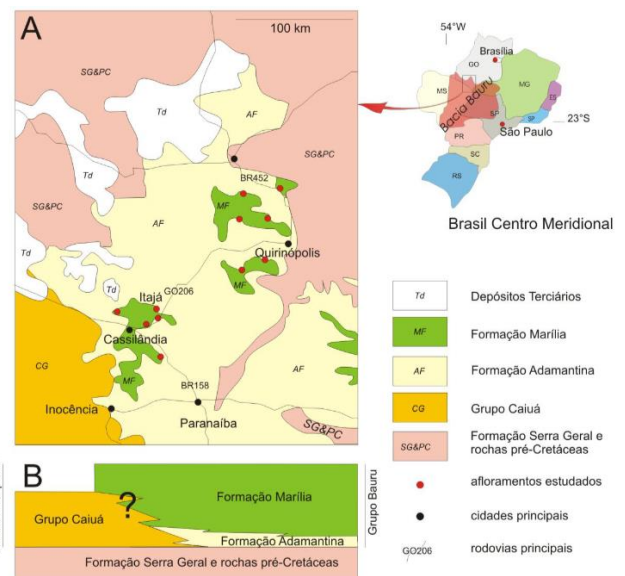 A
100 km
SG&PC
Td
AF
SG&PC
Td
BR452
SG&PC
AF
MF
Quirinópolis
Td
MF
Td
Itajá
GO206
Cassilândia
CG
MF
AF
BR158
Inocência
Paranaíba
SG&PC
54°W
Brasília
GO
MS
MG
ES
Bacia Bauru
SP
23°S
São Paulo
PR
SC
RS
Brasil Centro Meridional
Td Depósitos Terciários
MF Formação Marília
AF Formação Adamantina
CG Grupo Caiuá
SG&PC Formação Serra Geral e
rochas pré-Cretáceas
afloramentos estudados
cidades principais
GO206 rodovias principais
B
Formação Marília
?
Grupo Caiuá
Formação Adamantina
Formação Serra Geral e rochas pré-Cretáceas
Grupo Bauru